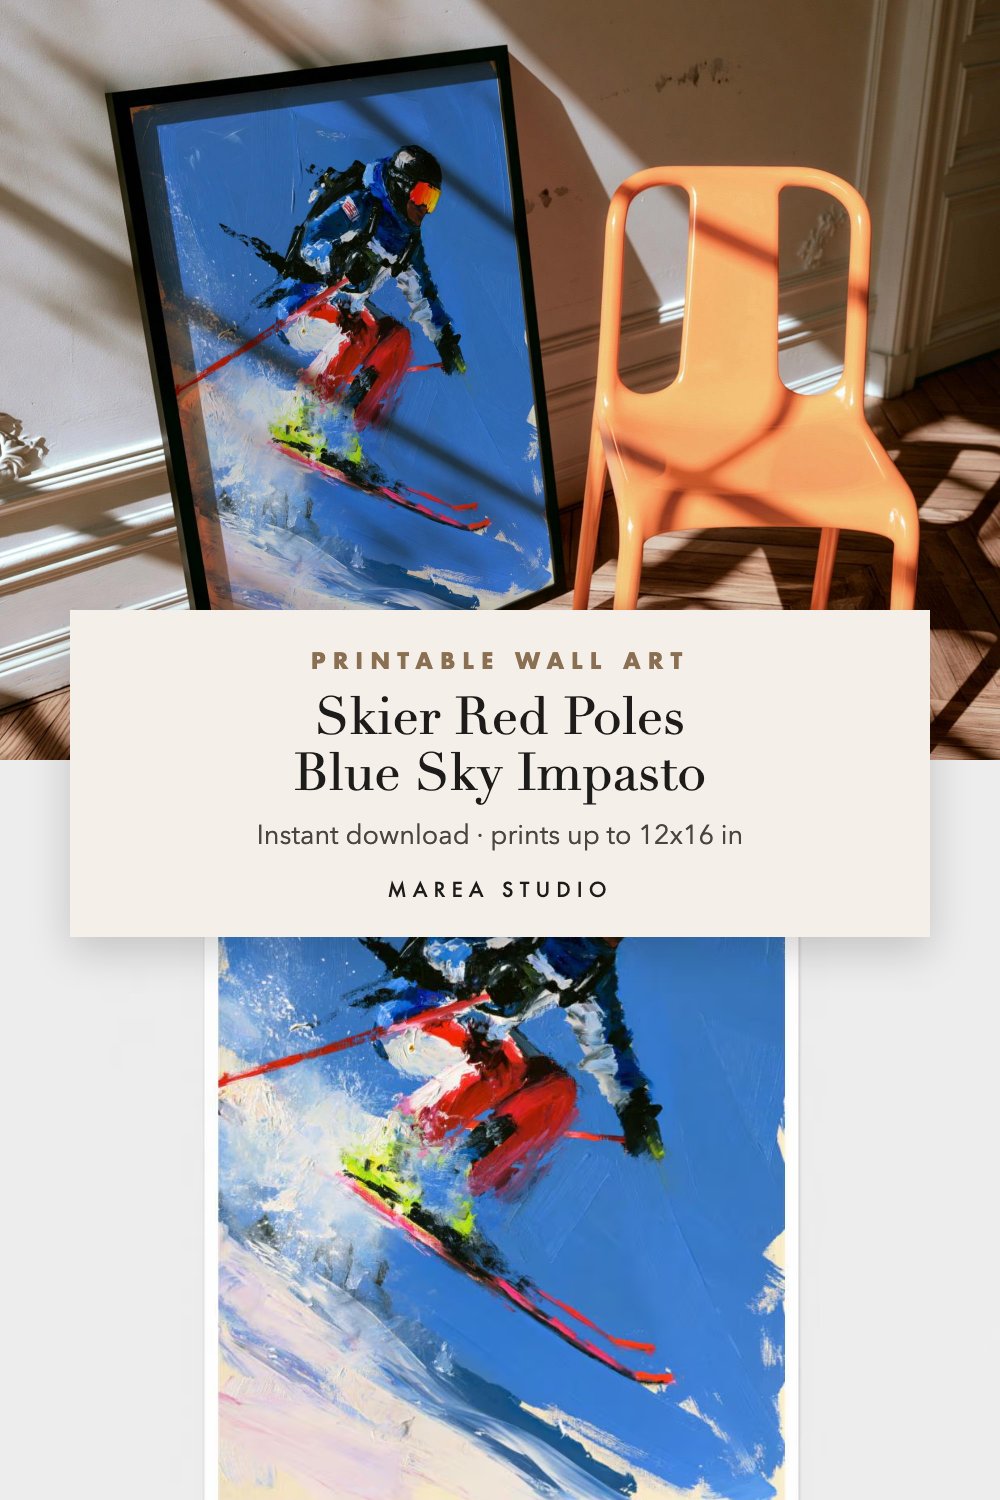 PRINTABLE WALL ART
Skier Red Poles
Blue Sky Impasto
Instant download · prints up to 12x16 in
MAREA STUDIO